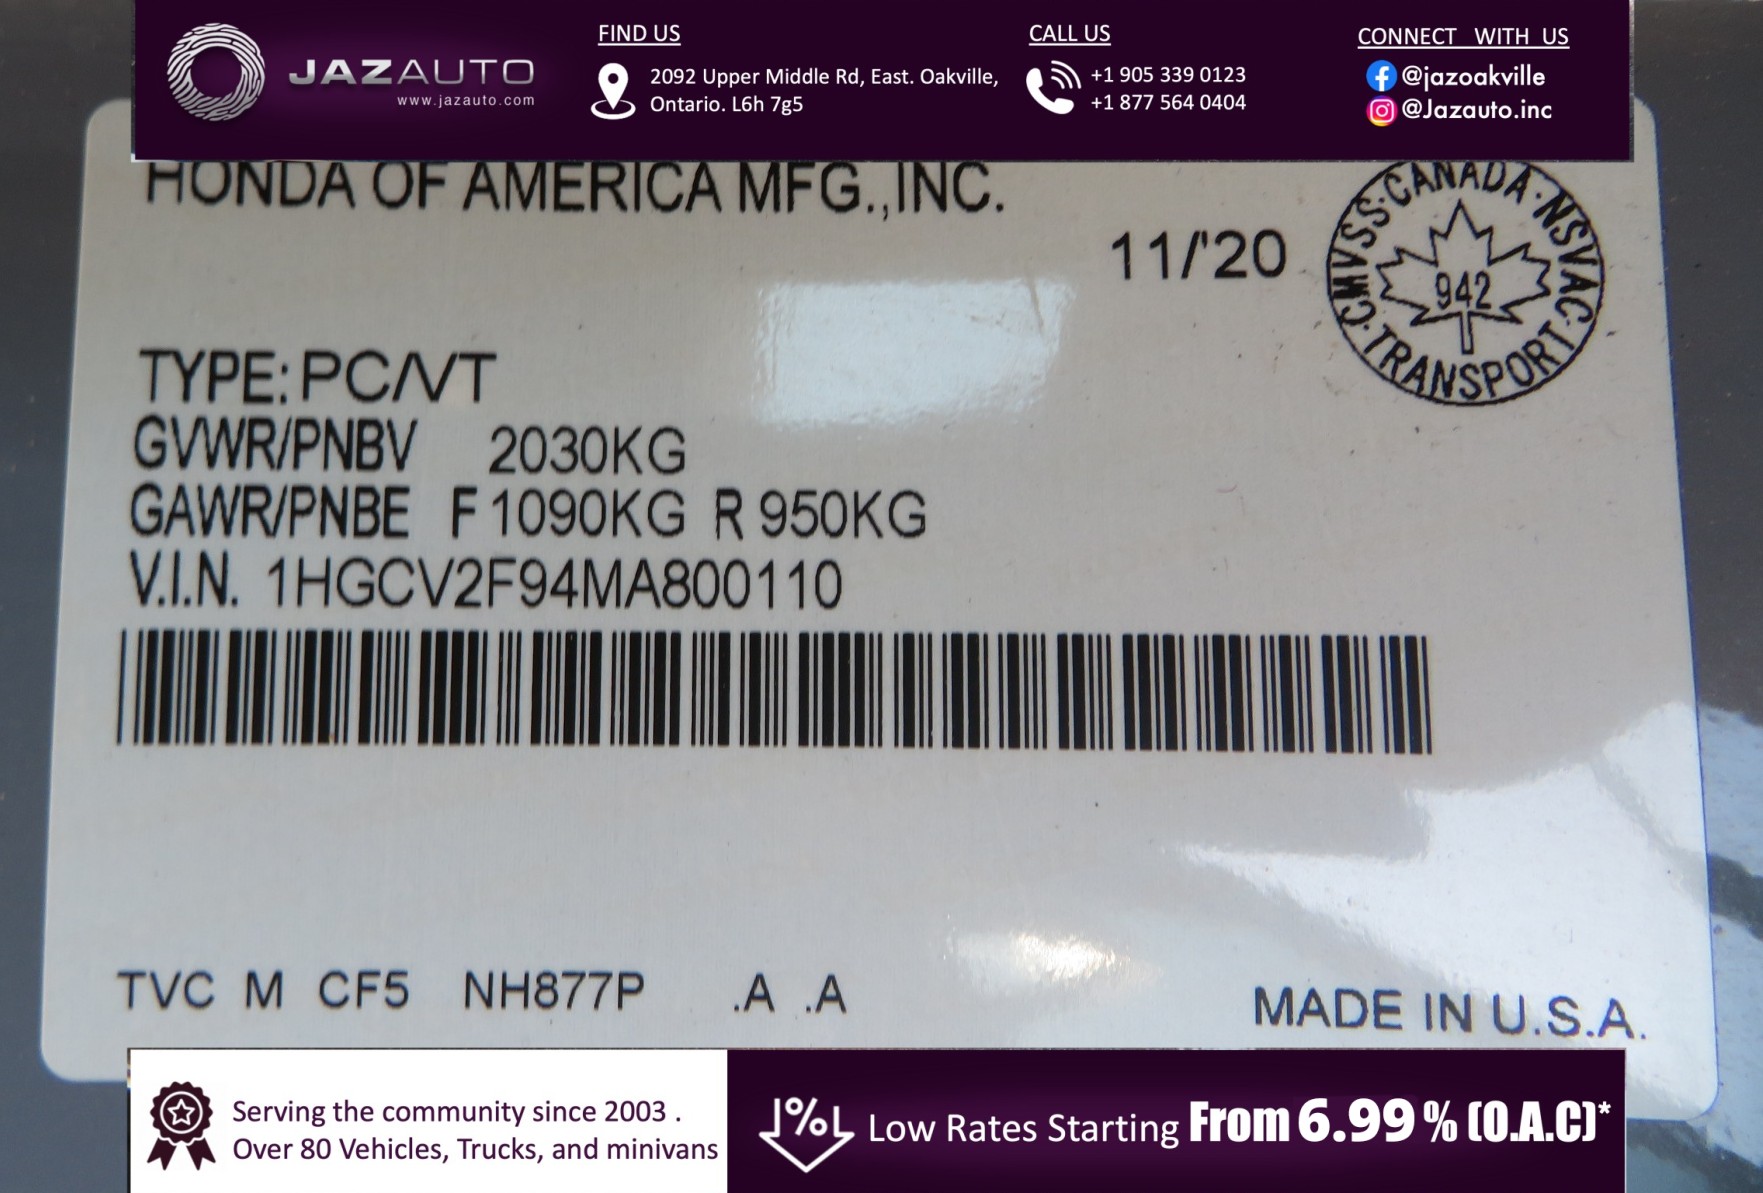 JAZAUTO
www.jazauto.com
FIND US
2092 Upper Middle Rd, East. Oakville,
Ontario. L6h 7g5
CALL US
+1 905 339 0123
+1 877 564 0404
CONNECT WITH US
@jazoakville
@Jazauto.inc
HONDA OF AMERICA MFG.,INC.
11/'20
CMVSS·CANADA·NSVAC·TRANSPORT·
942
TYPE: PC/VT
GVWR/PNBV 2030KG
GAWR/PNBE F 1090KG R 950KG
V.I.N. 1HGCV2F94MA800110
TVC M CF5 NH877P .A .A
MADE IN U.S.A.
Serving the community since 2003 .
Over 80 Vehicles, Trucks, and minivans
% Low Rates Starting From 6.99 % (O.A.C)*